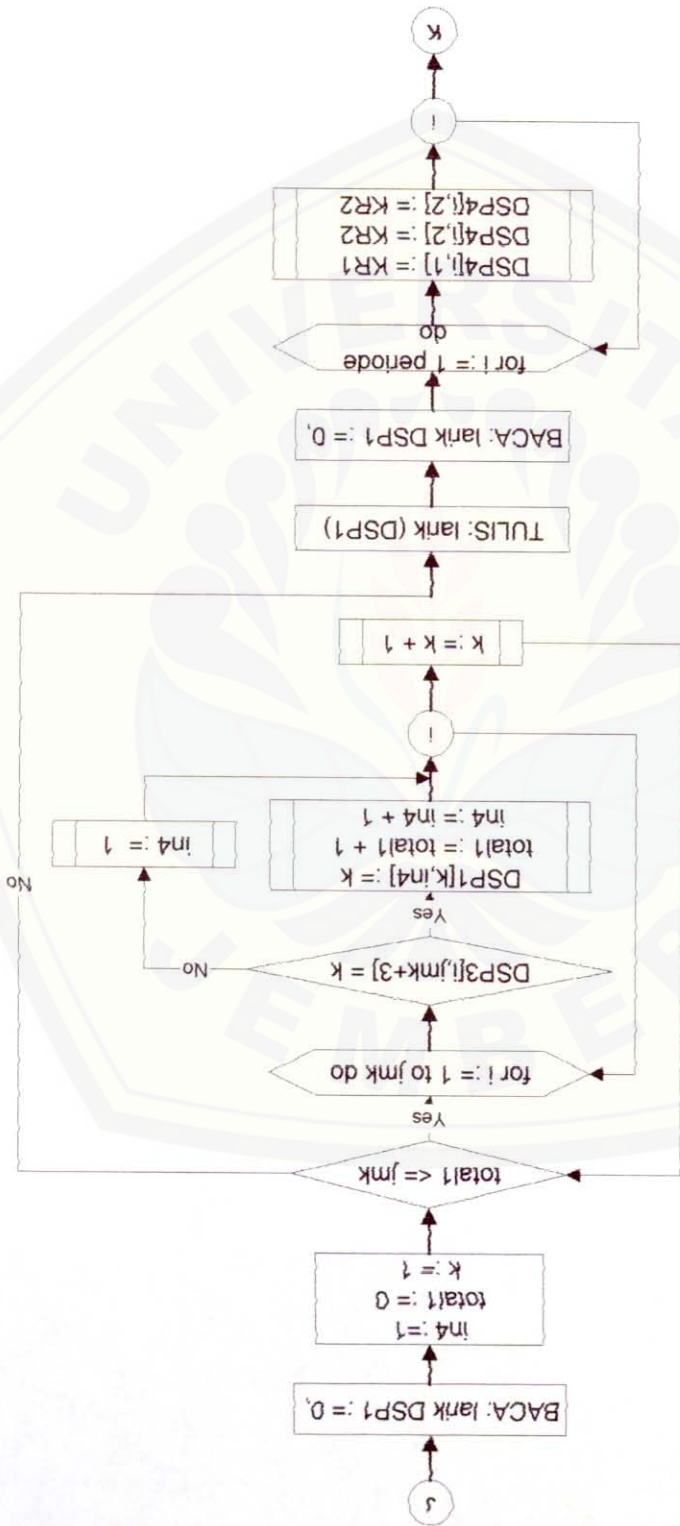 BACA: larik DSP1 := 0,
in4 :=1
total1 := 0
k := 1
total1 <= jmk
Yes
No
for i := 1 to jmk do
DSP3[i,jmk+3] = k
No
Yes
DSP1[k,in4] := k
total1 := total1 + 1
in4 := in4 + 1
in4 := 1
i
k := k + 1
TULIS: larik (DSP1)
BACA: larik DSP1 := 0,
for i := 1 periode
do
DSP4[i,1] := KR1
DSP4[i,2] := KR2
DSP4[i,2] := KR2
i
K
UNIVERSITA
JEMBER